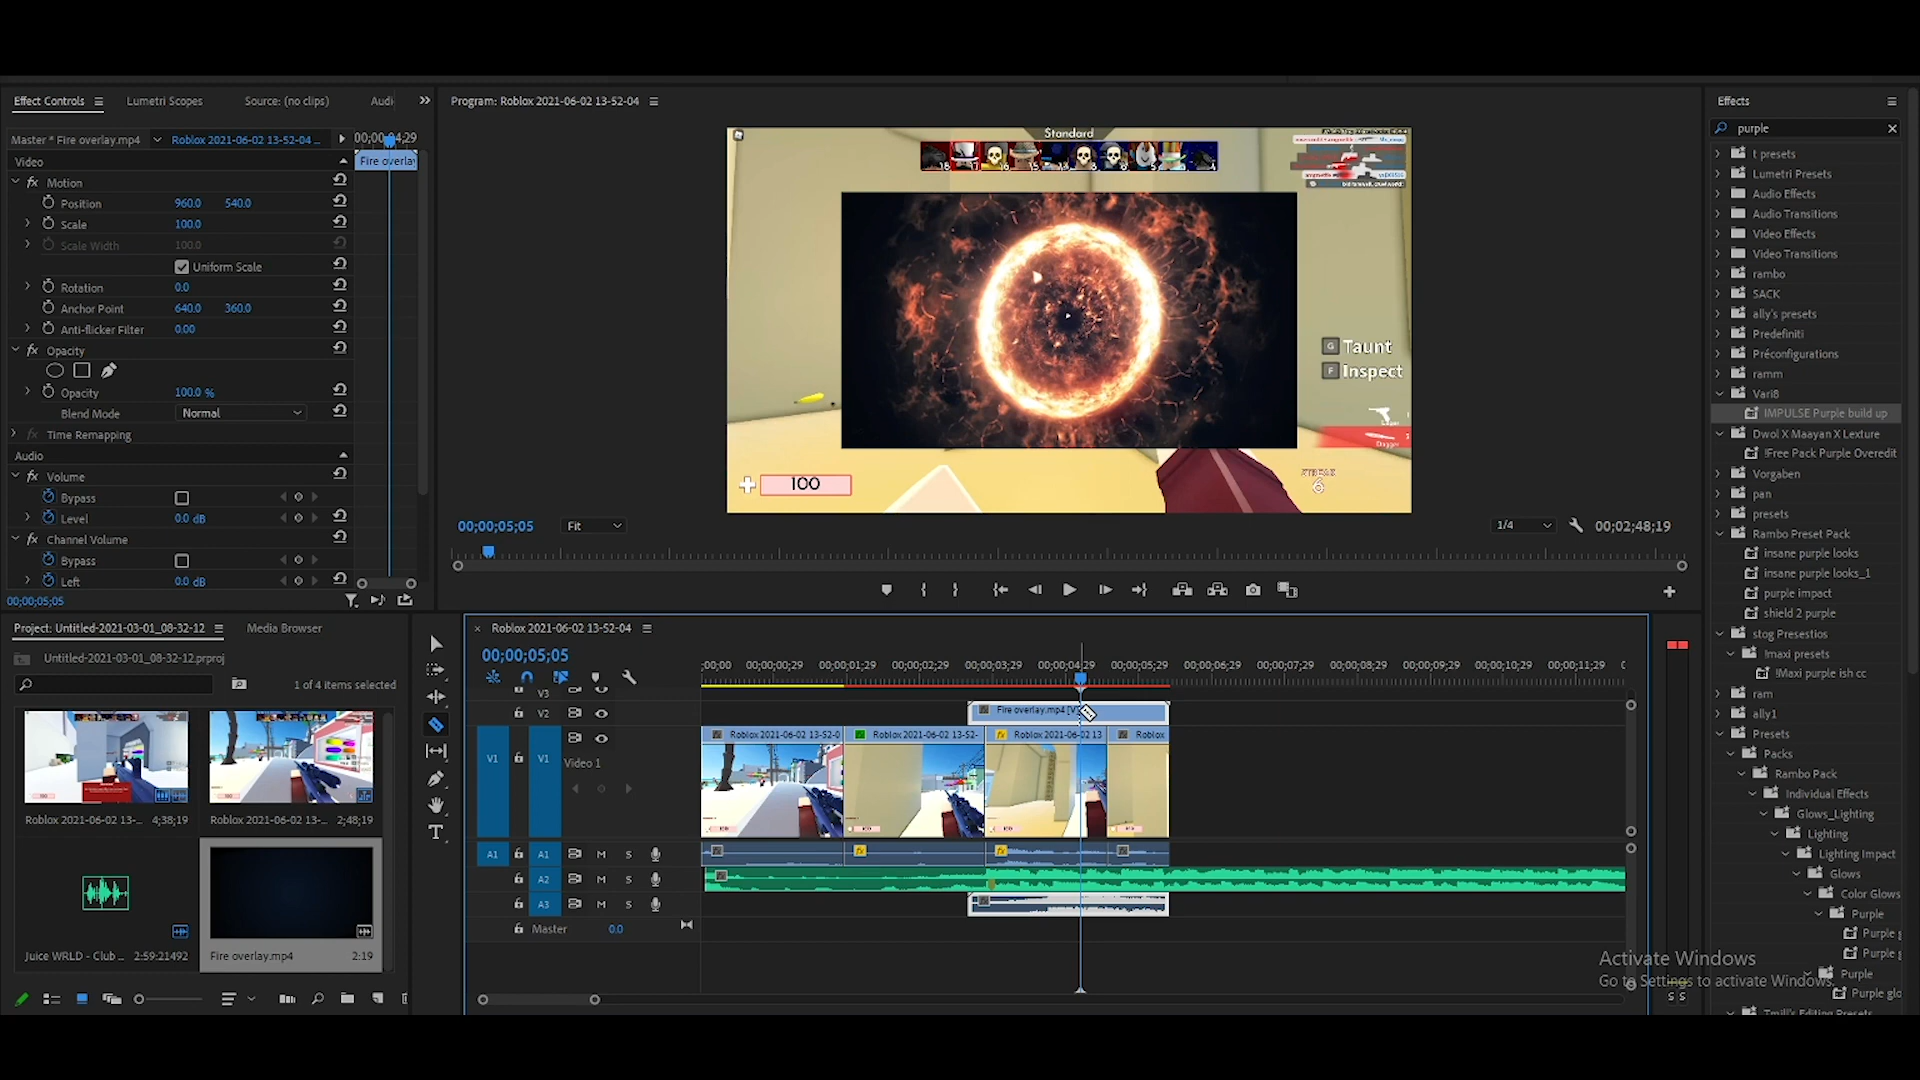 Effect Controls
Lumetri Scopes
Source: (no clips)
Audi
Master * Fire overlay.mp4
Roblox 2021-06-02 13-52-04 ...
00;00;04;29
Fire overlay
Video
fx Motion
Position 960.0 540.0
Scale 100.0
Scale Width 100.0
Uniform Scale
Rotation 0.0
Anchor Point 640.0 360.0
Anti-flicker Filter 0.00
fx Opacity
Opacity 100.0 %
Blend Mode Normal
fx Time Remapping
Audio
fx Volume
Bypass
Level 0.0 dB
fx Channel Volume
Bypass
Left 0.0 dB
00;00;05;05
Program: Roblox 2021-06-02 13-52-04
Standard
G Taunt
F Inspect
Dagger
100
6
00;00;05;05
Fit
1/4
00;02;48;19
Effects
purple
t presets
Lumetri Presets
Audio Effects
Audio Transitions
Video Effects
Video Transitions
rambo
SACK
ally's presets
Predefiniti
Préconfigurations
ramm
Vari8
IMPULSE Purple build up
Dwol X Maayan X Lexture
!Free Pack Purple Overedit
Vorgaben
pan
presets
Rambo Preset Pack
insane purple looks
insane purple looks_1
purple impact
shield 2 purple
stog Presestios
!maxi presets
!Maxi purple ish cc
ram
ally1
Presets
Packs
Rambo Pack
Individual Effects
Glows_Lighting
Lighting
Lighting Impact
Glows
Color Glows
Purple
Purple g
Purple g
Purple
Purple glo
Tmill's Editing Presets
Project: Untitled-2021-03-01_08-32-12
Media Browser
Untitled-2021-03-01_08-32-12.prproj
1 of 4 items selected
Roblox 2021-06-02 13-... 4;38;19
Roblox 2021-06-02 13-... 2;48;19
Juice WRLD - Club ... 2:59:21492
Fire overlay.mp4 2:19
Roblox 2021-06-02 13-52-04
00;00;05;05
;00;00 00;00;00;29 00;00;01;29 00;00;02;29 00;00;03;29 00;00;04;29 00;00;05;29 00;00;06;29 00;00;07;29 00;00;08;29 00;00;09;29 00;00;10;29 00;00;11;29
V3
V2
Fire overlay.mp4 [V]
Roblox 2021-06-02 13-52-0
Roblox 2021-06-02 13-52-
Roblox 2021-06-02 13
Roblox
V1 V1 Video 1
A1 A1 M S
A2 M S
A3 M S
Master 0.0
S S
Activate Windows
Go to Settings to activate Windows.